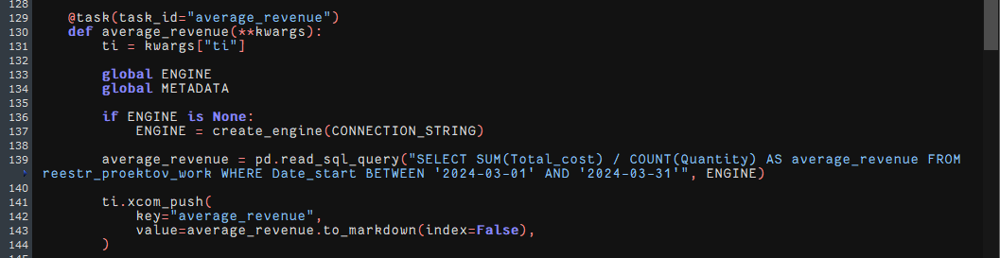 128
129 @task(task_id="average_revenue")
130 def average_revenue(**kwargs):
131 ti = kwargs["ti"]
132
133 global ENGINE
134 global METADATA
135
136 if ENGINE is None:
137 ENGINE = create_engine(CONNECTION_STRING)
138
139 average_revenue = pd.read_sql_query("SELECT SUM(Total_cost) / COUNT(Quantity) AS average_revenue FROM
reestr_proektov_work WHERE Date_start BETWEEN '2024-03-01' AND '2024-03-31'", ENGINE)
140
141 ti.xcom_push(
142 key="average_revenue",
143 value=average_revenue.to_markdown(index=False),
144 )
145